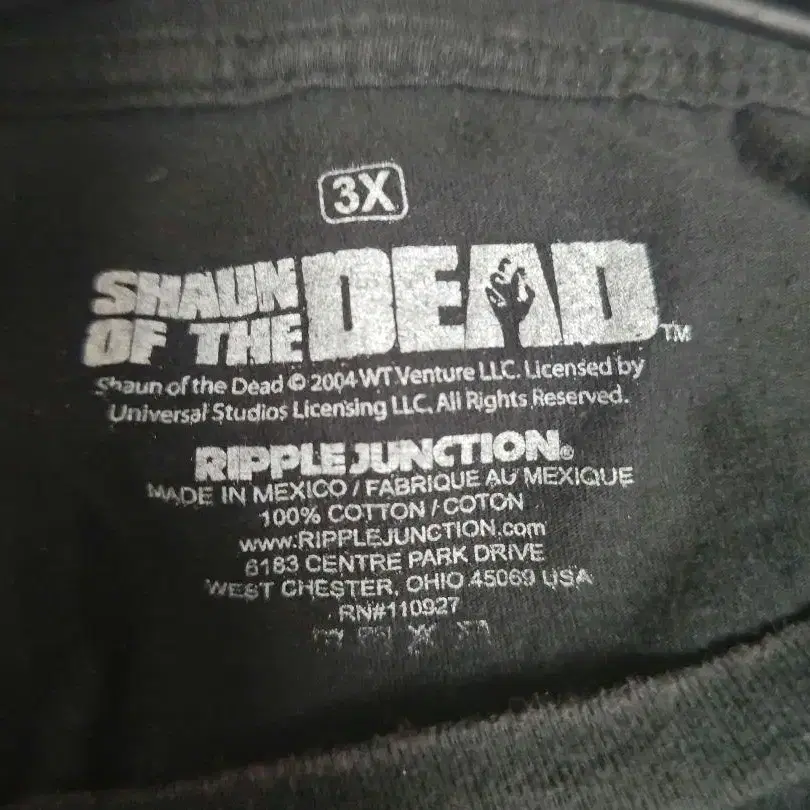 3X
SHAUN
OF THE DEAD™
Shaun of the Dead © 2004 WT Venture LLC. Licensed by
Universal Studios Licensing LLC. All Rights Reserved.
RIPPLE JUNCTION®
MADE IN MEXICO / FABRIQUE AU MEXIQUE
100% COTTON / COTON
www.RIPPLEJUNCTION.com
6183 CENTRE PARK DRIVE
WEST CHESTER, OHIO 45069 USA
RN#110927